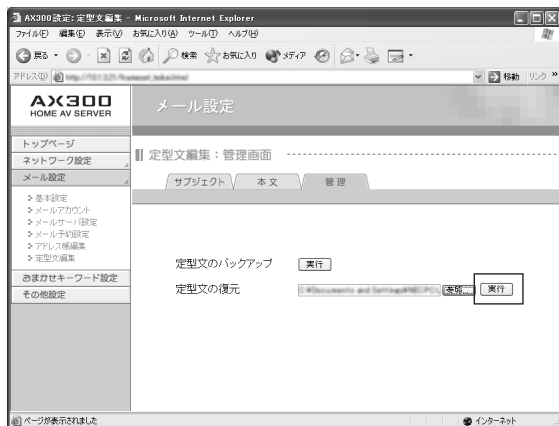 AX300設定:定型文編集 - Microsoft Internet Explorer
ファイル(F) 編集(E) 表示(V) お気に入り(A) ツール(T) ヘルプ(H)
戻る 検索 お気に入り メディア
アドレス(D) 移動 リンク »
AX300
HOME AV SERVER
メール設定
トップページ
ネットワーク設定
メール設定
基本設定
メールアカウント
メールサーバ設定
メール予約設定
アドレス帳編集
定型文編集
おまかせキーワード設定
その他設定
定型文編集:管理画面
サブジェクト 本文 管理
定型文のバックアップ 実行
定型文の復元 C:¥Documents and Settings¥NECPCU 参照... 実行
ページが表示されました インターネット